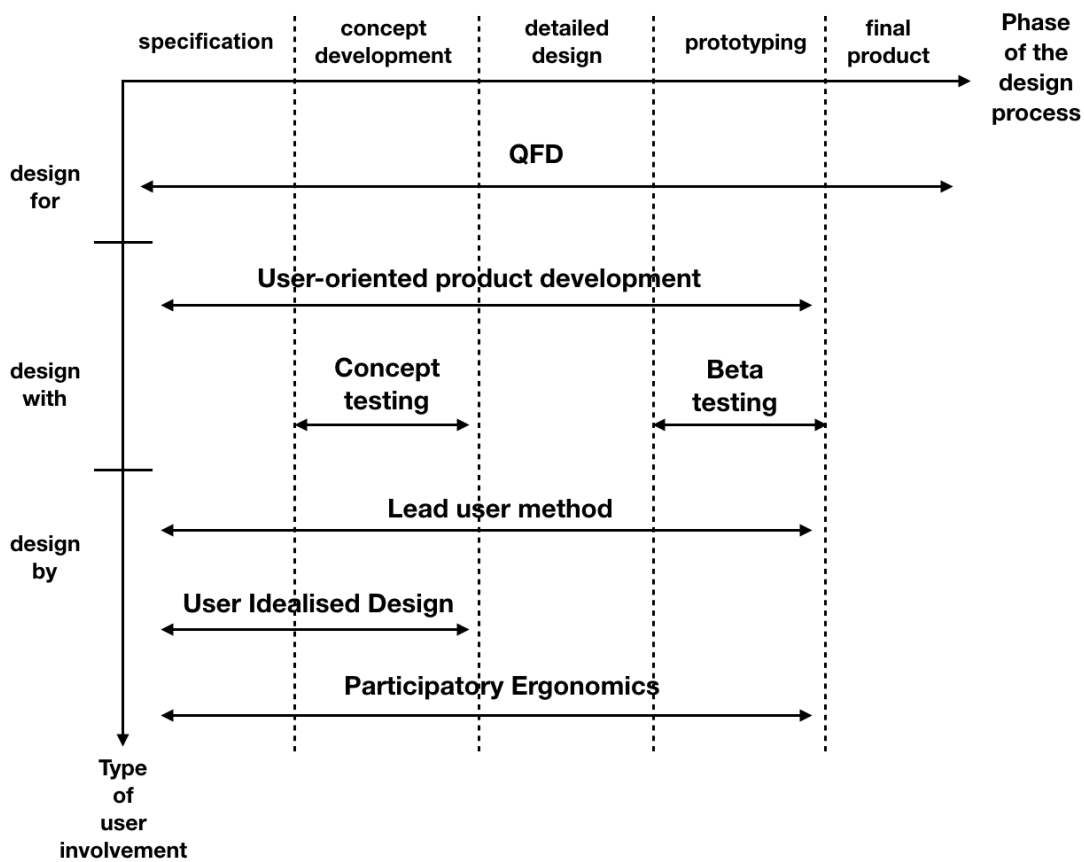 specification
concept
development
detailed
design
prototyping
final
product
Phase
of the
design
process
design
for
QFD
User-oriented product development
design
with
Concept
testing
Beta
testing
design
by
Lead user method
User Idealised Design
Participatory Ergonomics
Type
of
user
involvement